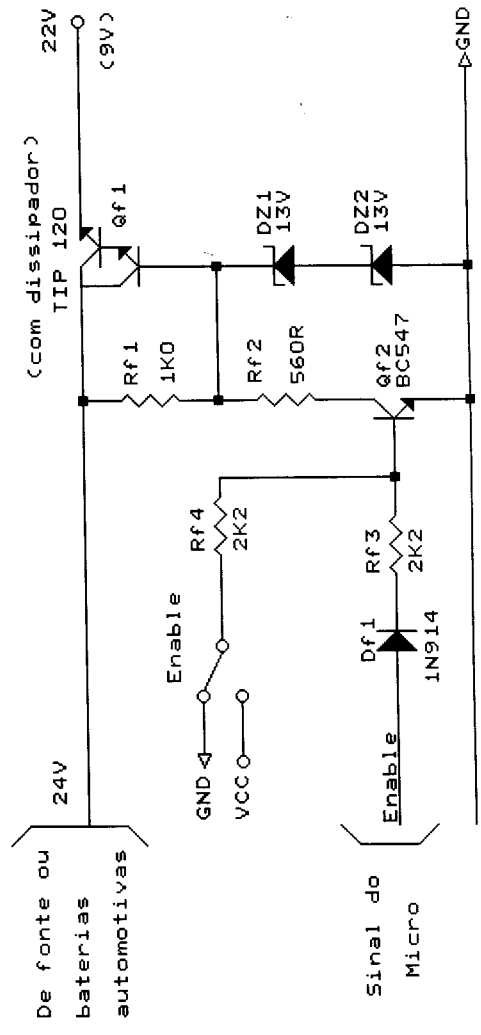 De fonte ou
baterias
automotivas
24V
(com dissipador)
TIP 120
Qf1
22V
(9V)
Rf1
1K0
Rf2
560R
DZ1
13V
DZ2
13V
Qf2
BC547
Enable
Rf4
2K2
GND
VCC
Sinal do
Micro
Enable
Df1
1N914
Rf3
2K2
GND